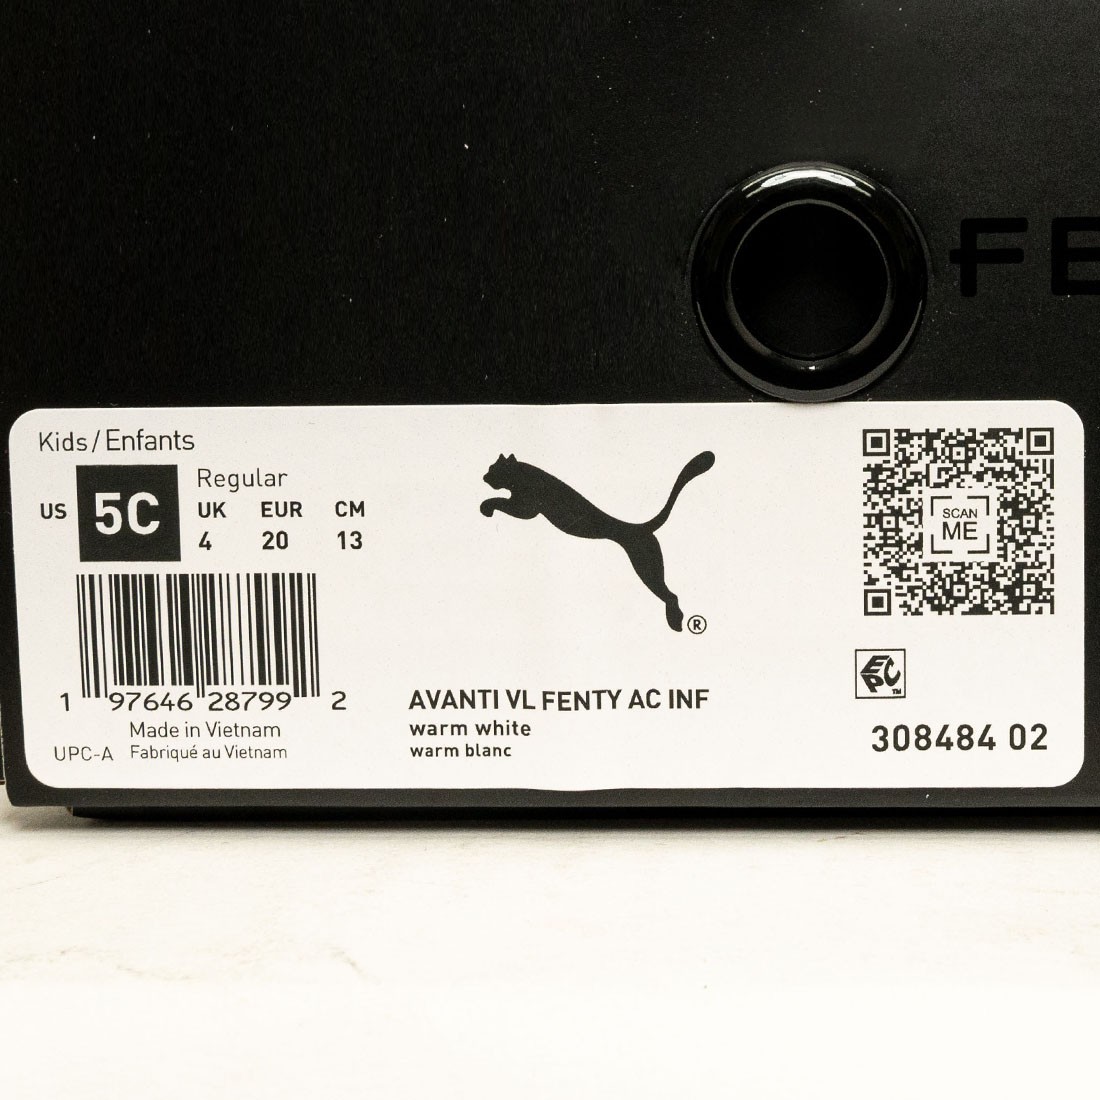 FE
Kids / Enfants
US 5C
Regular
UK EUR CM
4 20 13
1 97646 28799 2
Made in Vietnam
UPC-A Fabriqué au Vietnam
®
AVANTI VL FENTY AC INF
warm white
warm blanc
SCAN
ME
EPC™
308484 02